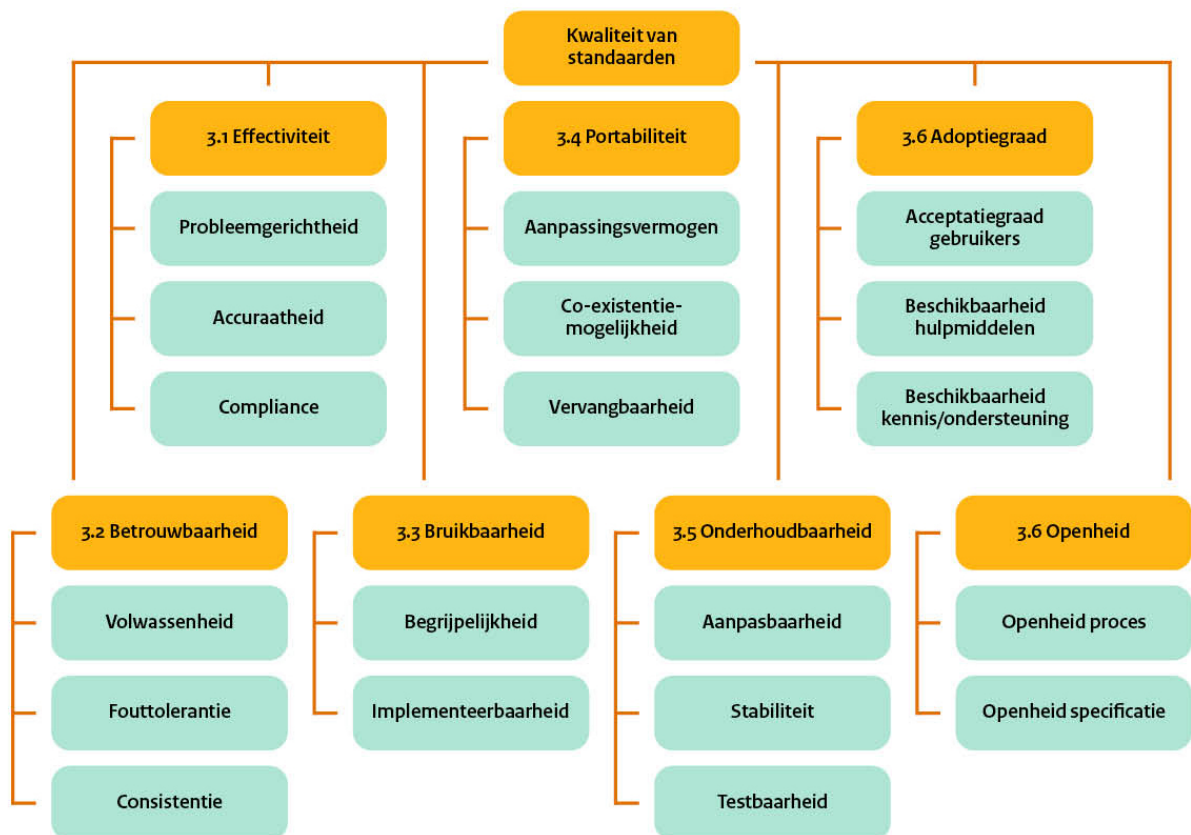 Kwaliteit van
standaarden
3.1 Effectiviteit
Probleemgerichtheid
Accuraatheid
Compliance
3.4 Portabiliteit
Aanpassingsvermogen
Co-existentie-
mogelijkheid
Vervangbaarheid
3.6 Adoptiegraad
Acceptatiegraad
gebruikers
Beschikbaarheid
hulpmiddelen
Beschikbaarheid
kennis/ondersteuning
3.2 Betrouwbaarheid
Volwassenheid
Fouttolerantie
Consistentie
3.3 Bruikbaarheid
Begrijpelijkheid
Implementeerbaarheid
3.5 Onderhoudbaarheid
Aanpasbaarheid
Stabiliteit
Testbaarheid
3.6 Openheid
Openheid proces
Openheid specificatie